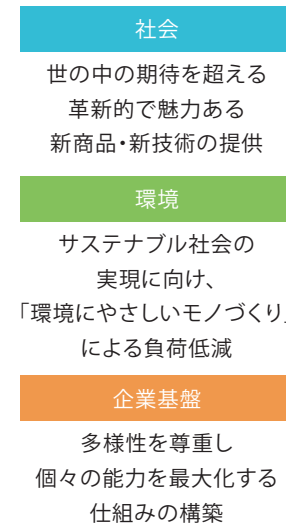 社会
世の中の期待を超える
革新的で魅力ある
新商品・新技術の提供
環境
サステナブル社会の
実現に向け、
「環境にやさしいモノづくり」
による負荷低減
企業基盤
多様性を尊重し
個々の能力を最大化する
仕組みの構築